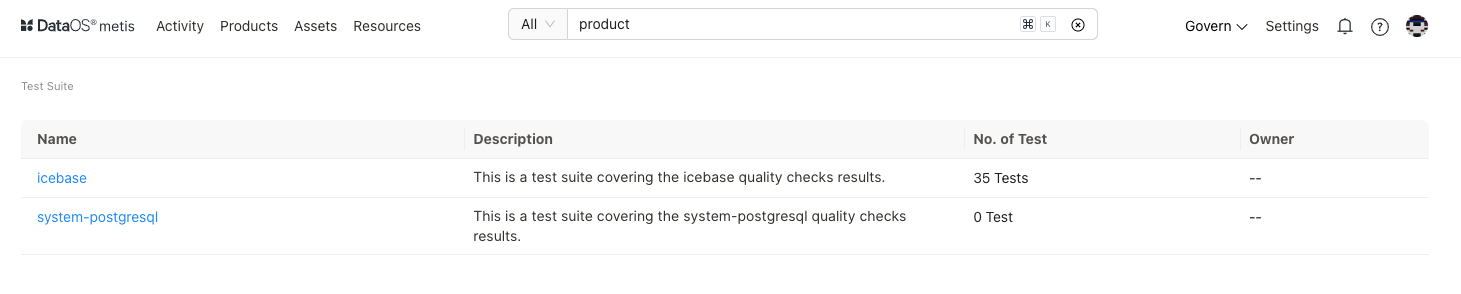 DataOS® metis Activity Products Assets Resources All product ⌘ K Govern Settings
Test Suite
Name Description No. of Test Owner
icebase This is a test suite covering the icebase quality checks results. 35 Tests --
system-postgresql This is a test suite covering the system-postgresql quality checks 0 Test --
results.